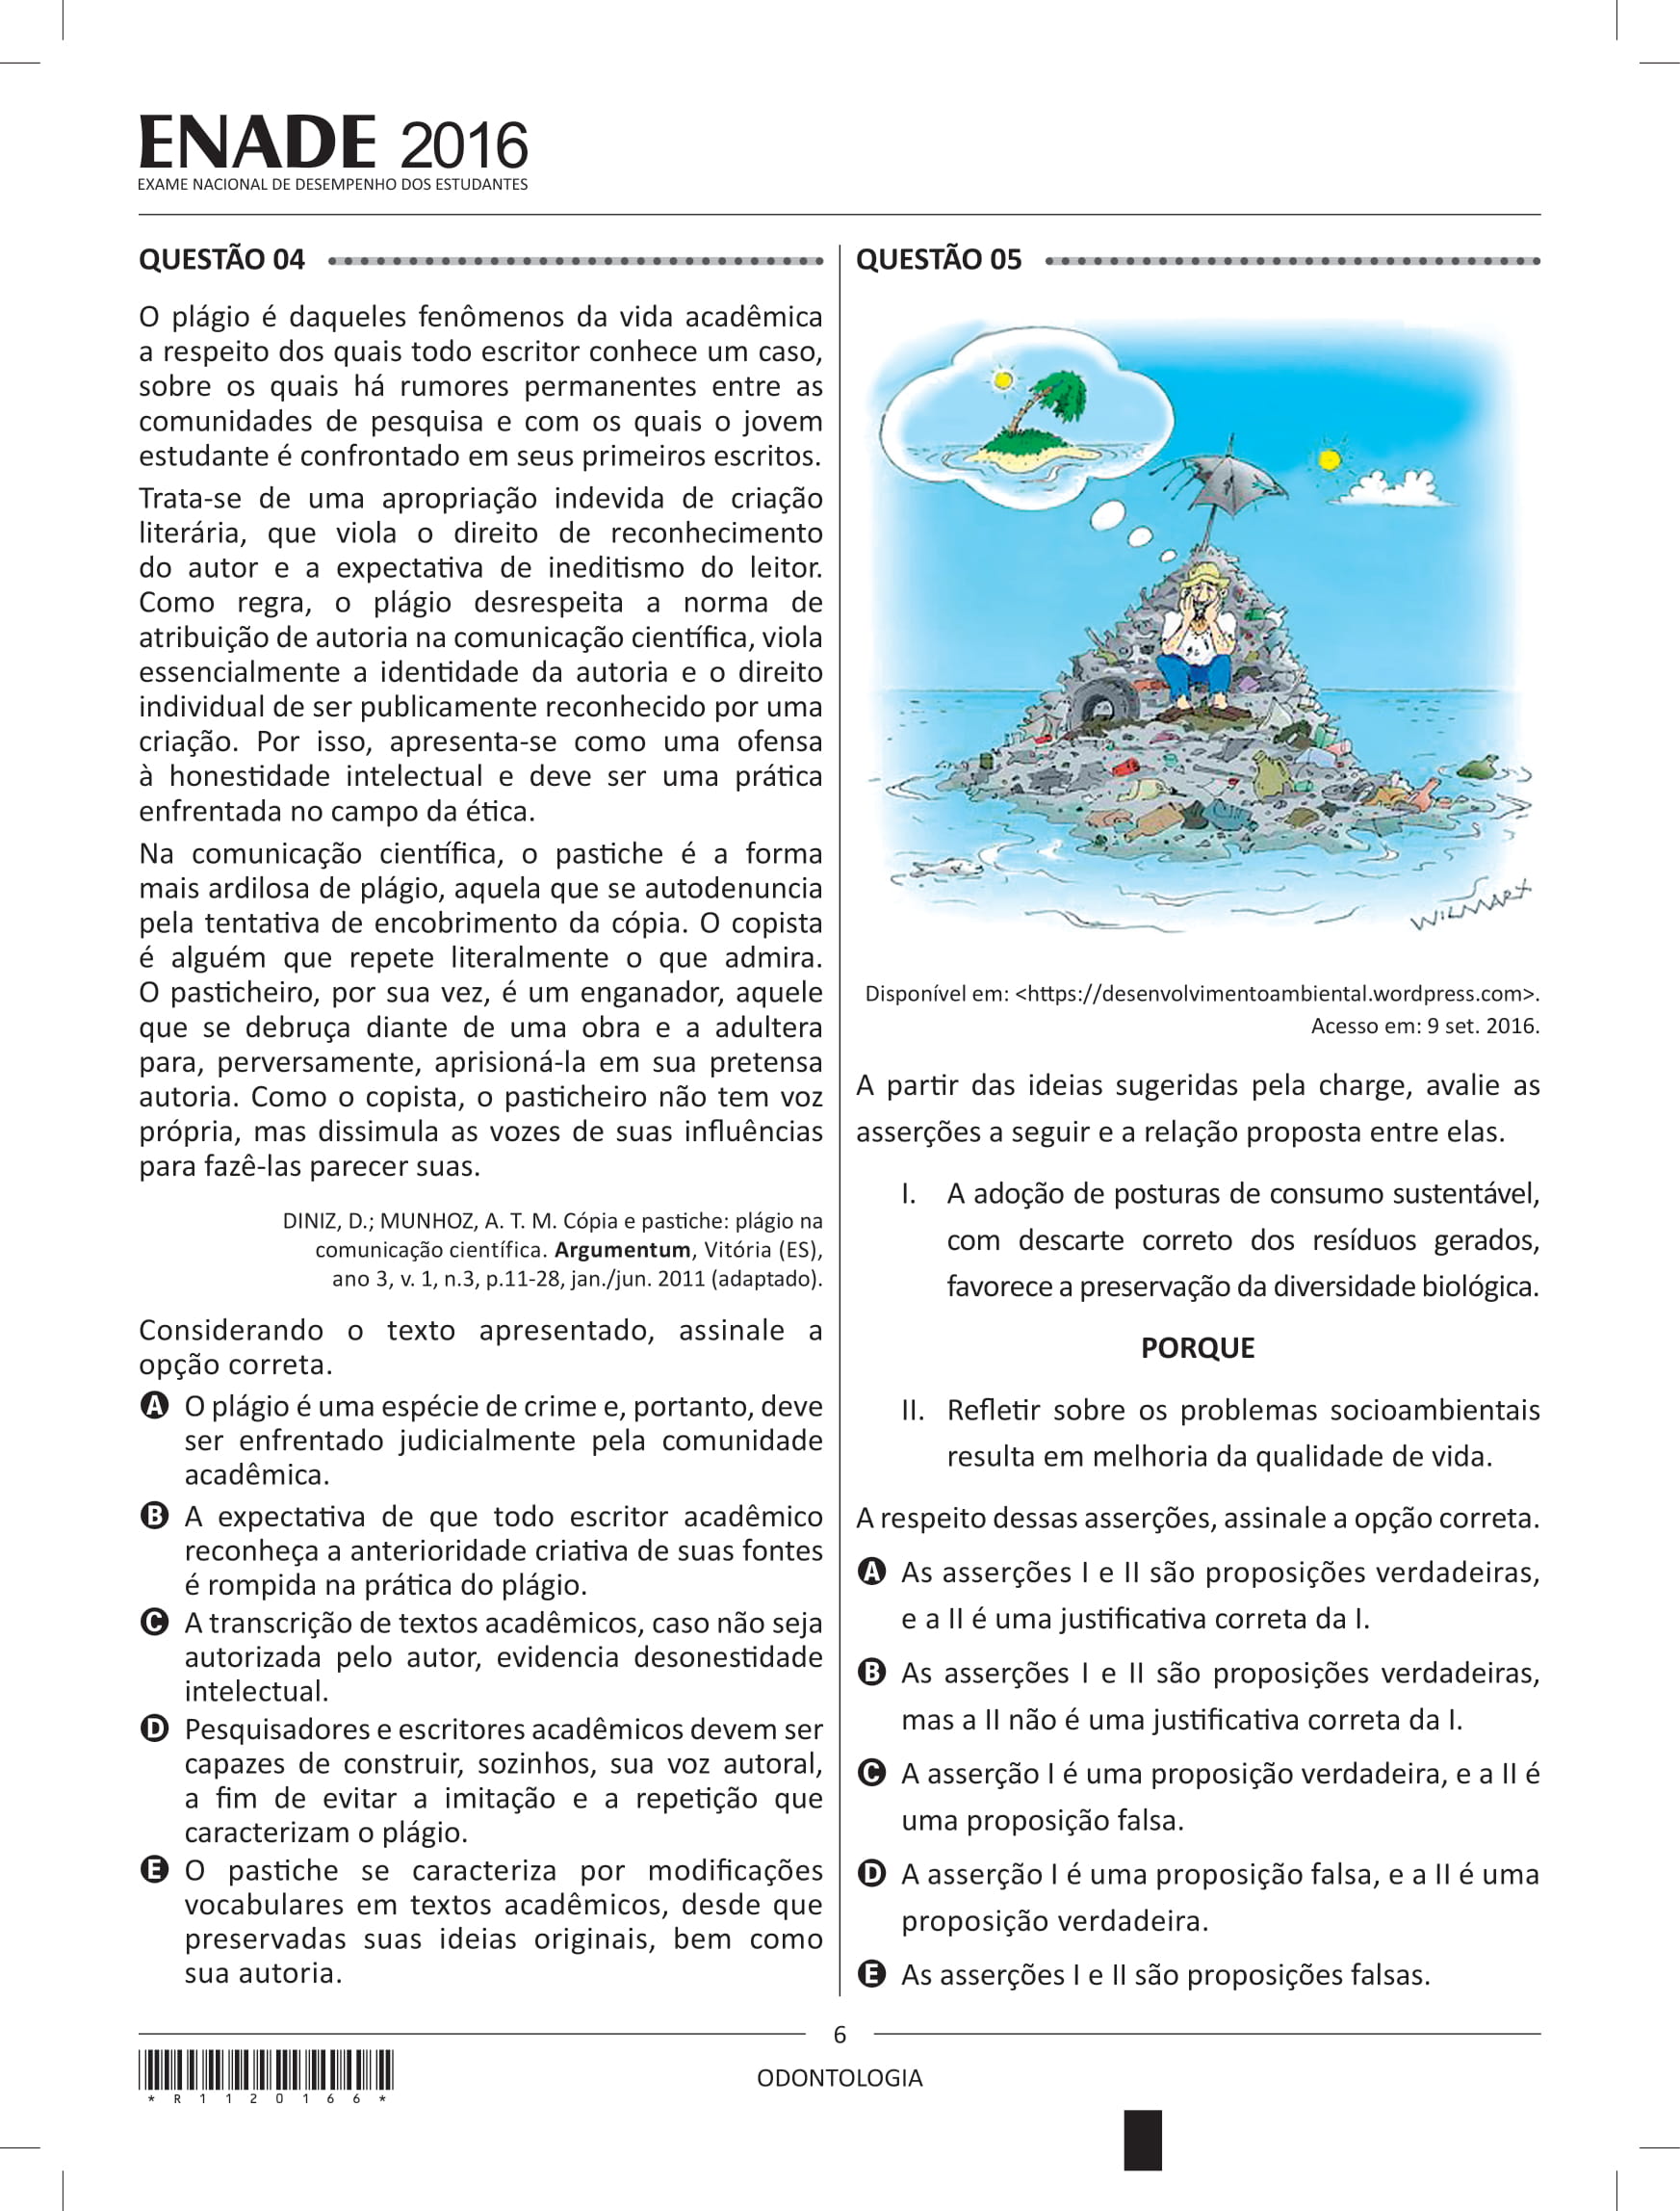 ENADE 2016
EXAME NACIONAL DE DESEMPENHO DOS ESTUDANTES
QUESTÃO 04
O plágio é daqueles fenômenos da vida acadêmica
a respeito dos quais todo escritor conhece um caso,
sobre os quais há rumores permanentes entre as
comunidades de pesquisa e com os quais o jovem
estudante é confrontado em seus primeiros escritos.
Trata-se de uma apropriação indevida de criação
literária, que viola o direito de reconhecimento
do autor e a expectativa de ineditismo do leitor.
Como regra, o plágio desrespeita a norma de
atribuição de autoria na comunicação científica, viola
essencialmente a identidade da autoria e o direito
individual de ser publicamente reconhecido por uma
criação. Por isso, apresenta-se como uma ofensa
à honestidade intelectual e deve ser uma prática
enfrentada no campo da ética.
Na comunicação científica, o pastiche é a forma
mais ardilosa de plágio, aquela que se autodenuncia
pela tentativa de encobrimento da cópia. O copista
é alguém que repete literalmente o que admira.
O pasticheiro, por sua vez, é um enganador, aquele
que se debruça diante de uma obra e a adultera
para, perversamente, aprisioná-la em sua pretensa
autoria. Como o copista, o pasticheiro não tem voz
própria, mas dissimula as vozes de suas influências
para fazê-las parecer suas.
DINIZ, D.; MUNHOZ, A. T. M. Cópia e pastiche: plágio na
comunicação científica. Argumentum, Vitória (ES),
ano 3, v. 1, n.3, p.11-28, jan./jun. 2011 (adaptado).
Considerando o texto apresentado, assinale a
opção correta.
A O plágio é uma espécie de crime e, portanto, deve
ser enfrentado judicialmente pela comunidade
acadêmica.
B A expectativa de que todo escritor acadêmico
reconheça a anterioridade criativa de suas fontes
é rompida na prática do plágio.
C A transcrição de textos acadêmicos, caso não seja
autorizada pelo autor, evidencia desonestidade
intelectual.
D Pesquisadores e escritores acadêmicos devem ser
capazes de construir, sozinhos, sua voz autoral,
a fim de evitar a imitação e a repetição que
caracterizam o plágio.
E O pastiche se caracteriza por modificações
vocabulares em textos acadêmicos, desde que
preservadas suas ideias originais, bem como
sua autoria.
QUESTÃO 05
WILMARX
Disponível em: <https://desenvolvimentoambiental.wordpress.com>.
Acesso em: 9 set. 2016.
A partir das ideias sugeridas pela charge, avalie as
asserções a seguir e a relação proposta entre elas.
I. A adoção de posturas de consumo sustentável,
com descarte correto dos resíduos gerados,
favorece a preservação da diversidade biológica.
PORQUE
II. Refletir sobre os problemas socioambientais
resulta em melhoria da qualidade de vida.
A respeito dessas asserções, assinale a opção correta.
A As asserções I e II são proposições verdadeiras,
e a II é uma justificativa correta da I.
B As asserções I e II são proposições verdadeiras,
mas a II não é uma justificativa correta da I.
C A asserção I é uma proposição verdadeira, e a II é
uma proposição falsa.
D A asserção I é uma proposição falsa, e a II é uma
proposição verdadeira.
E As asserções I e II são proposições falsas.
6
*R1120166*
ODONTOLOGIA